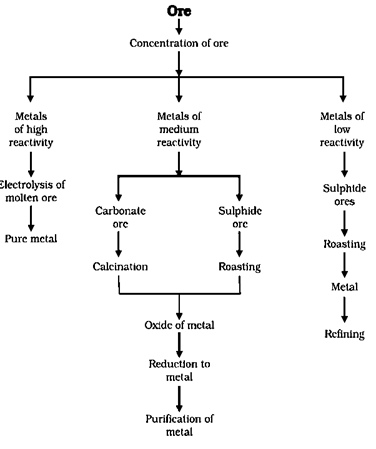 Ore
Concentration of ore
Metals
of high
reactivity
Metals of
medium
reactivity
Metals of
low
reactivity
Electrolysis of
molten ore
Pure metal
Carbonate
ore
Calcination
Sulphide
ore
Roasting
Oxide of metal
Reduction to
metal
Purification of
metal
Sulphide
ores
Roasting
Metal
Refining